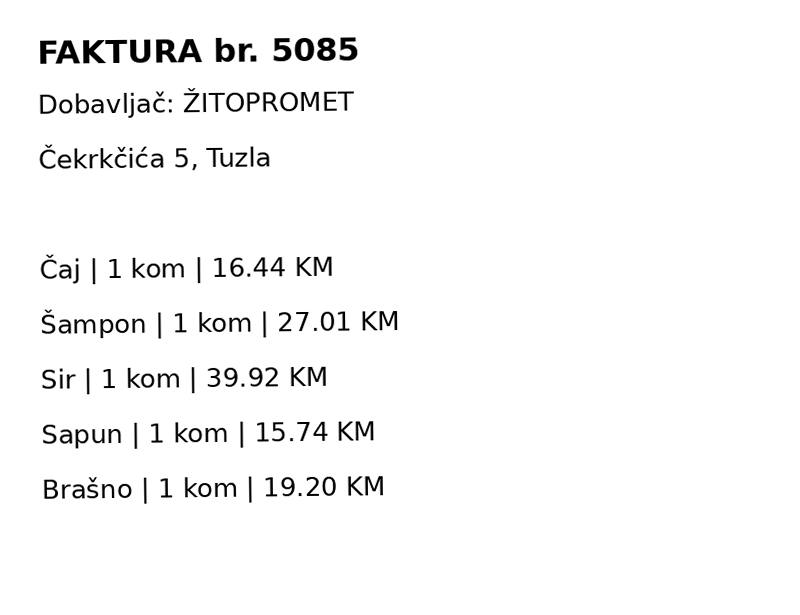 FAKTURA br. 5085
Dobavljač: ŽITOPROMET
Čekrkčića 5, Tuzla
Čaj | 1 kom | 16.44 KM
Šampon | 1 kom | 27.01 KM
Sir | 1 kom | 39.92 KM
Sapun | 1 kom | 15.74 KM
Brašno | 1 kom | 19.20 KM